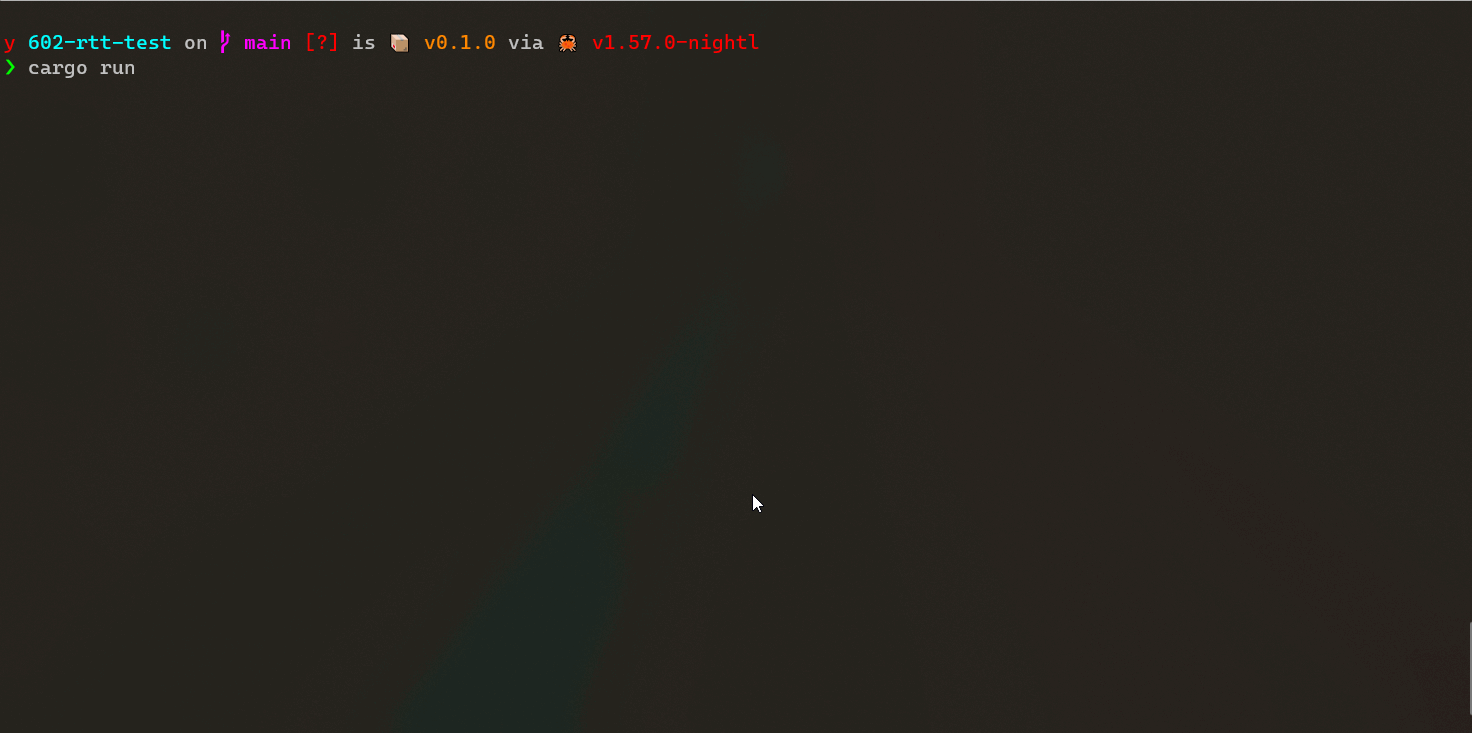 y 602-rtt-test on main [?] is 📦 v0.1.0 via 🦀 v1.57.0-nightl
❯ cargo run